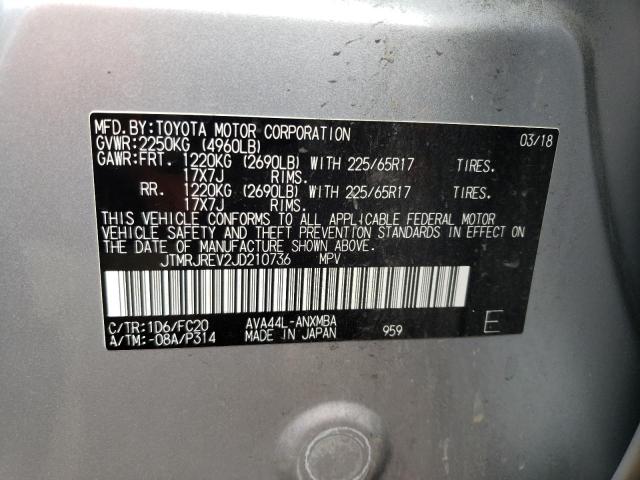 MFD.BY:TOYOTA MOTOR CORPORATION 03/18
GVWR:2250KG (4960LB)
GAWR:FRT. 1220KG (2690LB) WITH 225/65R17 TIRES.
17X7J RIMS.
RR. 1220KG (2690LB) WITH 225/65R17 TIRES.
17X7J RIMS.
THIS VEHICLE CONFORMS TO ALL APPLICABLE FEDERAL MOTOR
VEHICLE SAFETY AND THEFT PREVENTION STANDARDS IN EFFECT ON
THE DATE OF MANUFACTURE SHOWN ABOVE.
JTMRJREV2JD210736 MPV
C/TR:1D6/FC20 AVA44L-ANXMBA
A/TM:-08A/P314 MADE IN JAPAN 959 E